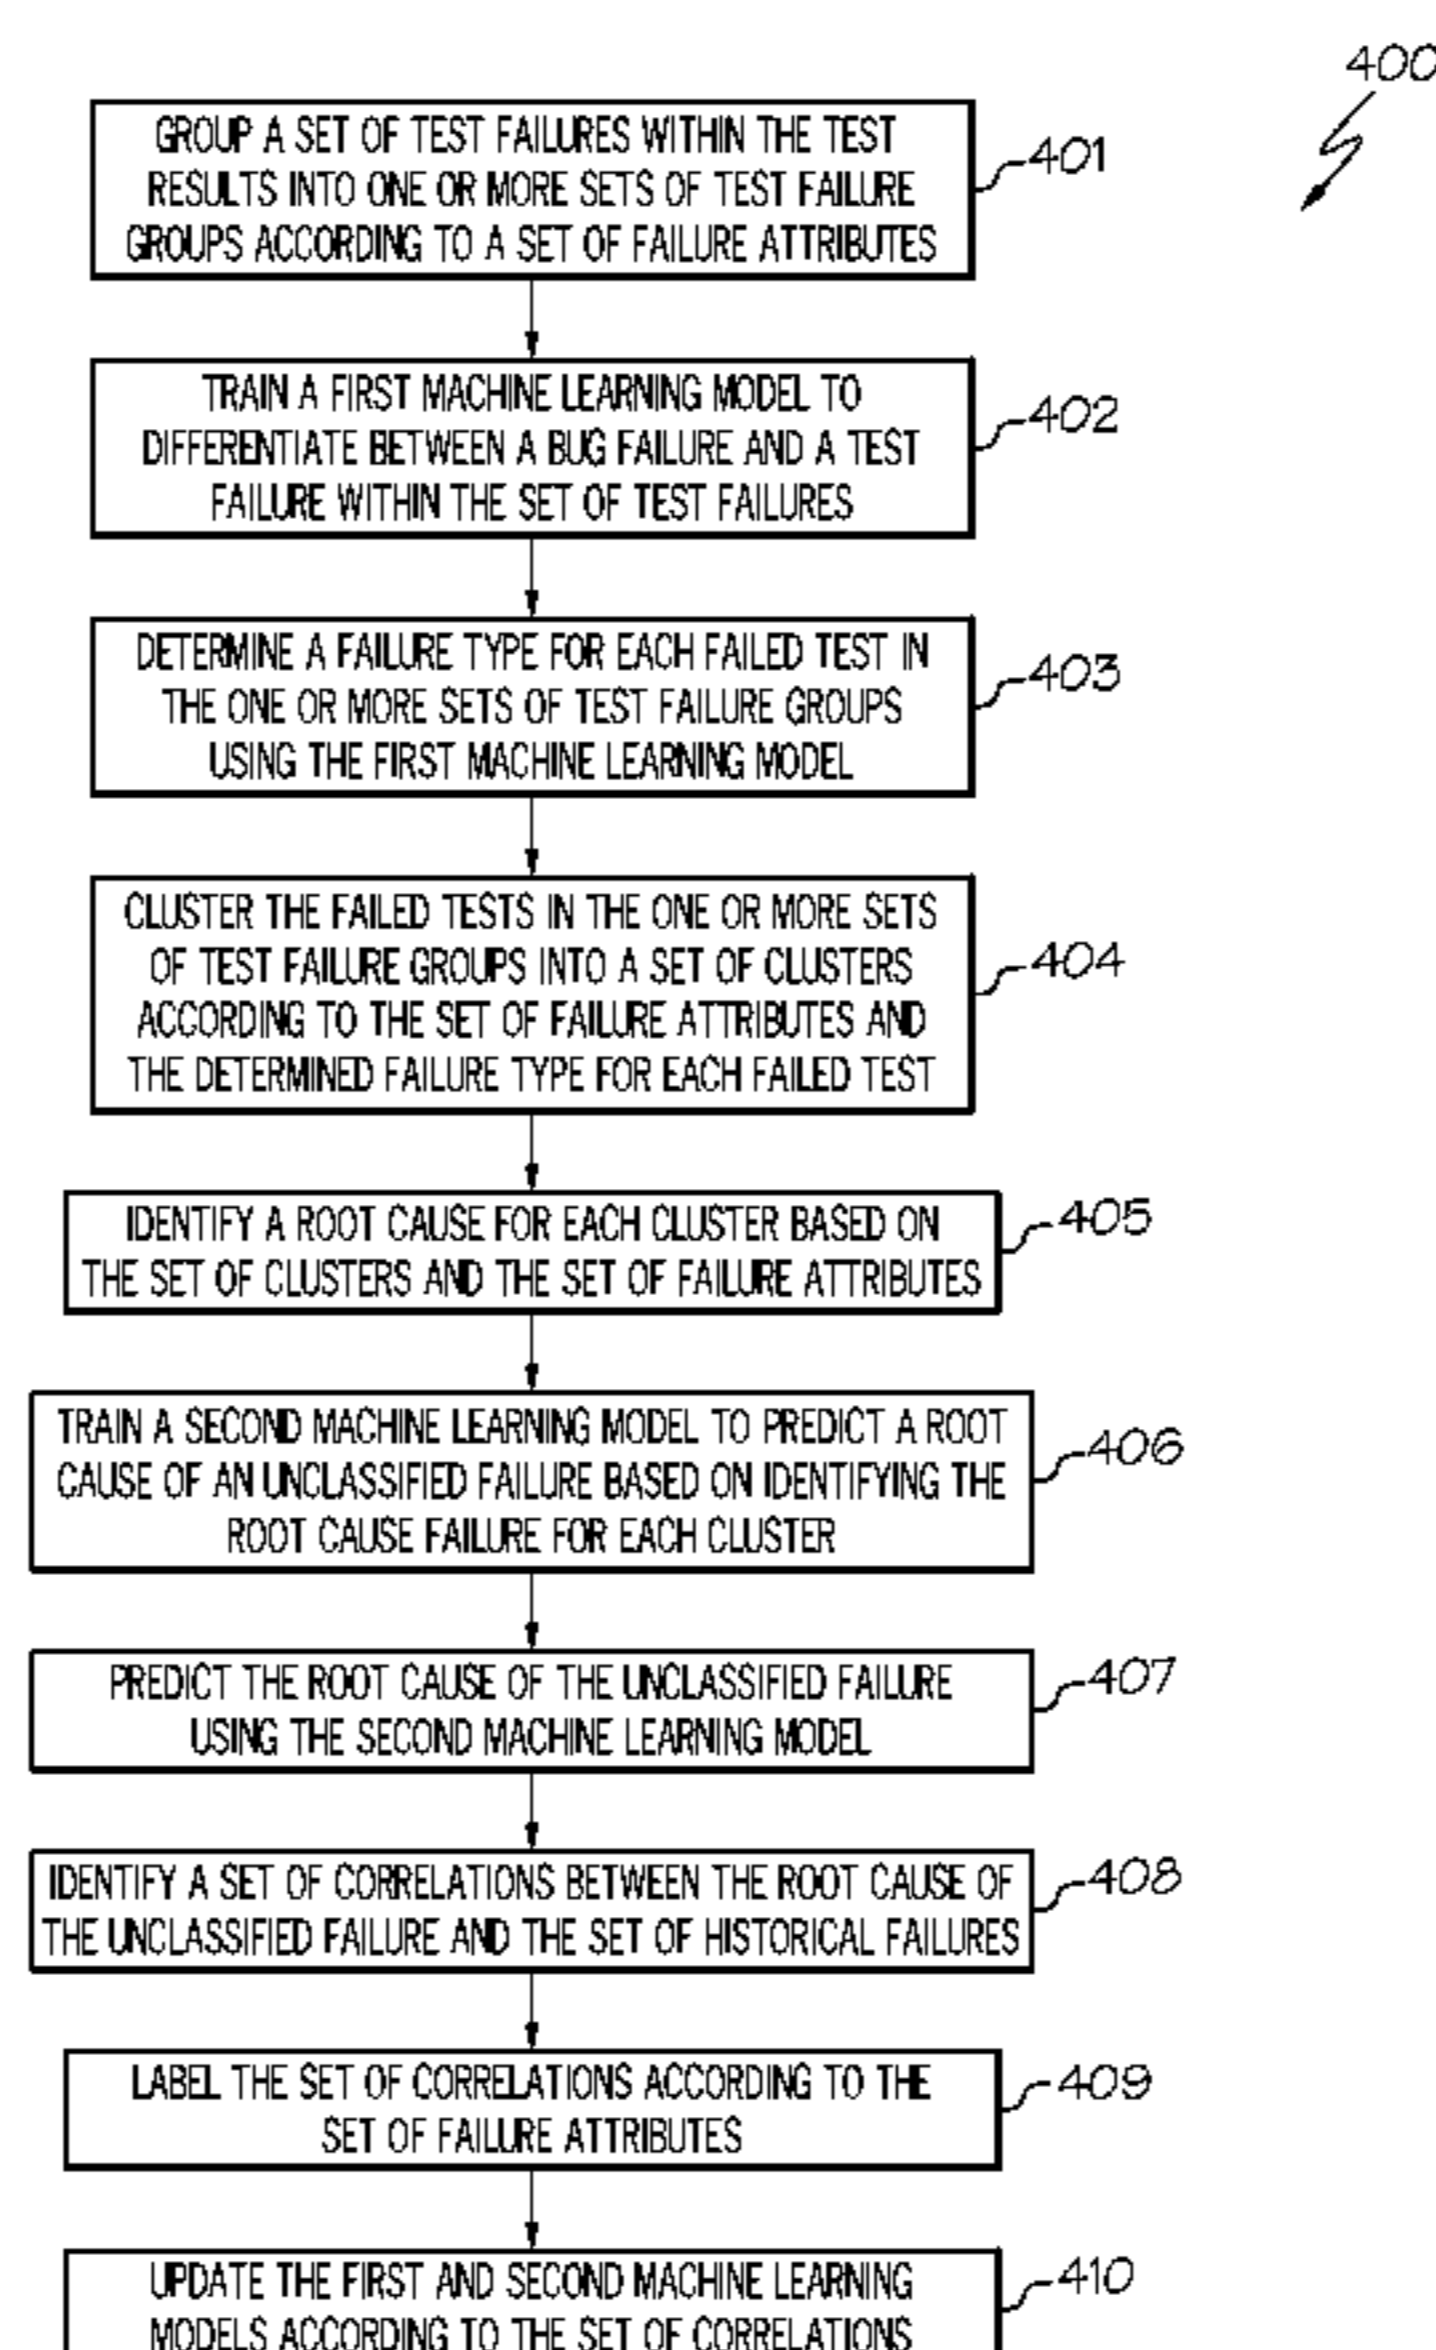 400
GROUP A SET OF TEST FAILURES WITHIN THE TEST
RESULTS INTO ONE OR MORE SETS OF TEST FAILURE
GROUPS ACCORDING TO A SET OF FAILURE ATTRIBUTES
401
TRAIN A FIRST MACHINE LEARNING MODEL TO
DIFFERENTIATE BETWEEN A BUG FAILURE AND A TEST
FAILURE WITHIN THE SET OF TEST FAILURES
402
DETERMINE A FAILURE TYPE FOR EACH FAILED TEST IN
THE ONE OR MORE SETS OF TEST FAILURE GROUPS
USING THE FIRST MACHINE LEARNING MODEL
403
CLUSTER THE FAILED TESTS IN THE ONE OR MORE SETS
OF TEST FAILURE GROUPS INTO A SET OF CLUSTERS
ACCORDING TO THE SET OF FAILURE ATTRIBUTES AND
THE DETERMINED FAILURE TYPE FOR EACH FAILED TEST
404
IDENTIFY A ROOT CAUSE FOR EACH CLUSTER BASED ON
THE SET OF CLUSTERS AND THE SET OF FAILURE ATTRIBUTES
405
TRAIN A SECOND MACHINE LEARNING MODEL TO PREDICT A ROOT
CAUSE OF AN UNCLASSIFIED FAILURE BASED ON IDENTIFYING THE
ROOT CAUSE FAILURE FOR EACH CLUSTER
406
PREDICT THE ROOT CAUSE OF THE UNCLASSIFIED FAILURE
USING THE SECOND MACHINE LEARNING MODEL
407
IDENTIFY A SET OF CORRELATIONS BETWEEN THE ROOT CAUSE OF
THE UNCLASSIFIED FAILURE AND THE SET OF HISTORICAL FAILURES
408
LABEL THE SET OF CORRELATIONS ACCORDING TO THE
SET OF FAILURE ATTRIBUTES
409
UPDATE THE FIRST AND SECOND MACHINE LEARNING
MODELS ACCORDING TO THE SET OF CORRELATIONS
410